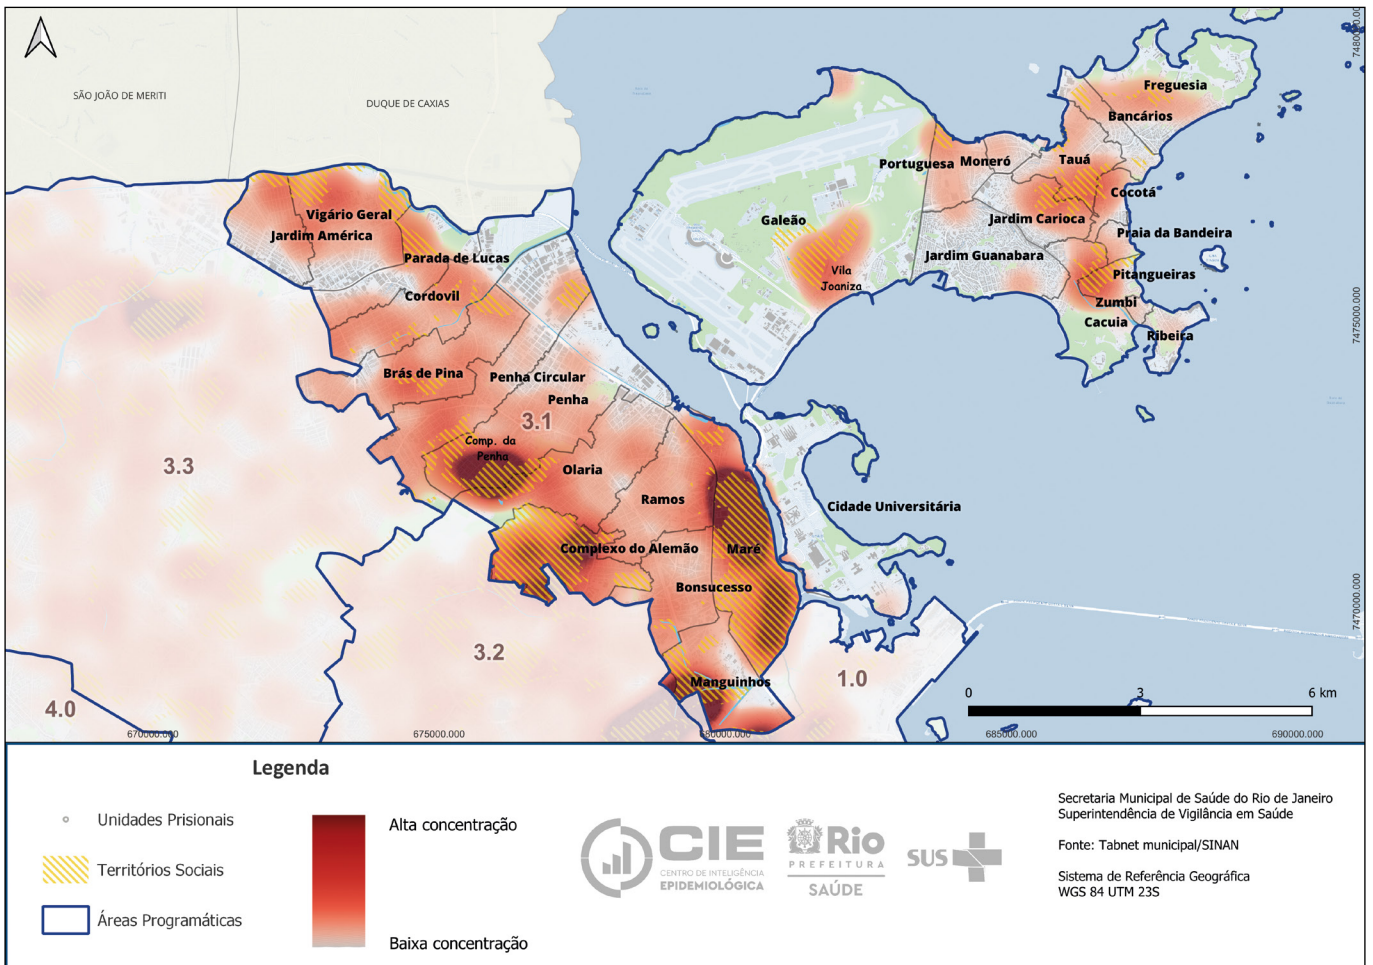 SÃO JOÃO DE MERITI
DUQUE DE CAXIAS
7480000.000
Freguesia
Bancários
Portuguesa
Moneró
Tauá
Cocotá
Vigário Geral
Jardim América
Galeão
Jardim Carioca
Praia da Bandeira
Parada de Lucas
Jardim Guanabara
Vila
Joaniza
Pitangueiras
Cordovil
Zumbi
Cacuia
Ribeira
7475000.000
Brás de Pina
Penha Circular
Penha
3.1
Comp. da
Penha
3.3
Olaria
Ramos
Cidade Universitária
Complexo do Alemão
Maré
Bonsucesso
7470000.000
3.2
Manguinhos
1.0
4.0
0
3
6 km
670000.000
675000.000
680000.000
685000.000
690000.000
Legenda
Unidades Prisionais
Territórios Sociais
Áreas Programáticas
Alta concentração
Baixa concentração
CIE
CENTRO DE INTELIGÊNCIA
EPIDEMIOLÓGICA
Rio
PREFEITURA
SAÚDE
SUS
Secretaria Municipal de Saúde do Rio de Janeiro
Superintendência de Vigilância em Saúde
Fonte: Tabnet municipal/SINAN
Sistema de Referência Geográfica
WGS 84 UTM 23S